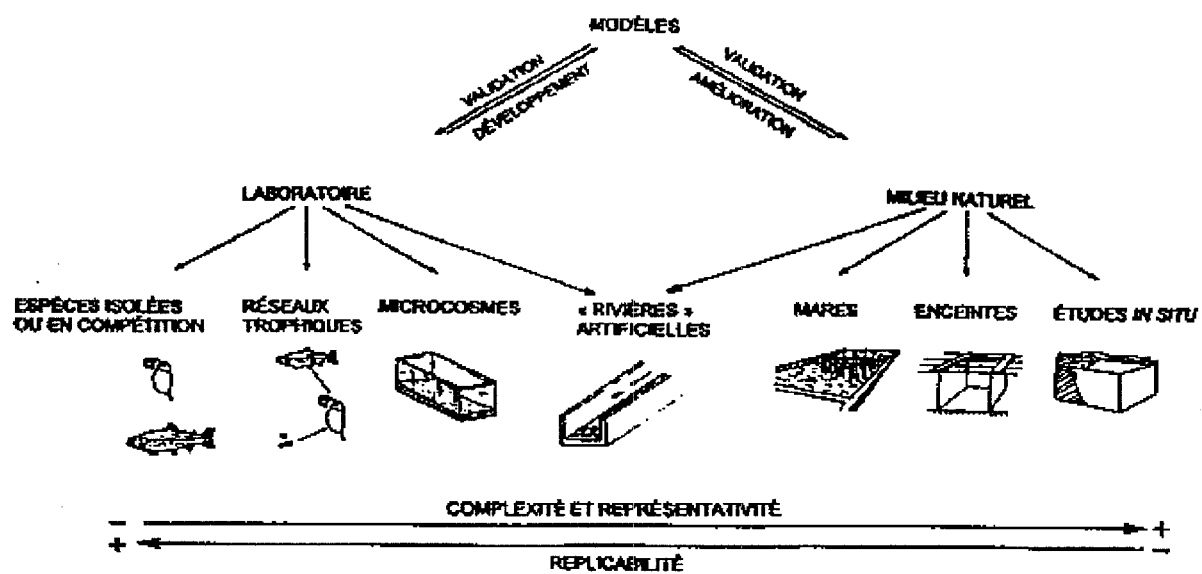 MODÈLES
VALIDATION
DÉVELOPPEMENT
VALIDATION
AMÉLIORATION
LABORATOIRE
MILIEU NATUREL
ESPÈCES ISOLÉES
OU EN COMPÉTITION
RÉSEAUX
TROPHIQUES
MICROCOSMES
« RIVIÈRES »
ARTIFICIELLES
MARES
ENCEINTES
ÉTUDES IN SITU
− COMPLEXITÉ ET REPRÉSENTATIVITÉ +
+ REPLICABILITÉ −